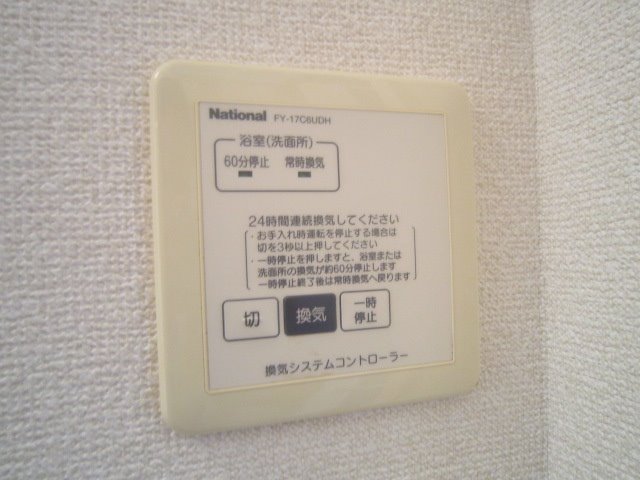 National FY-17C6UDH
浴室(洗面所)
60分停止 常時換気
24時間連続換気してください
・お手入れ時運転を停止する場合は
切を3秒以上押してください
・一時停止を押しますと、浴室または
洗面所の換気が約60分停止します
一時停止終了後は常時換気へ戻ります
切 換気 一時
停止
換気システムコントローラー